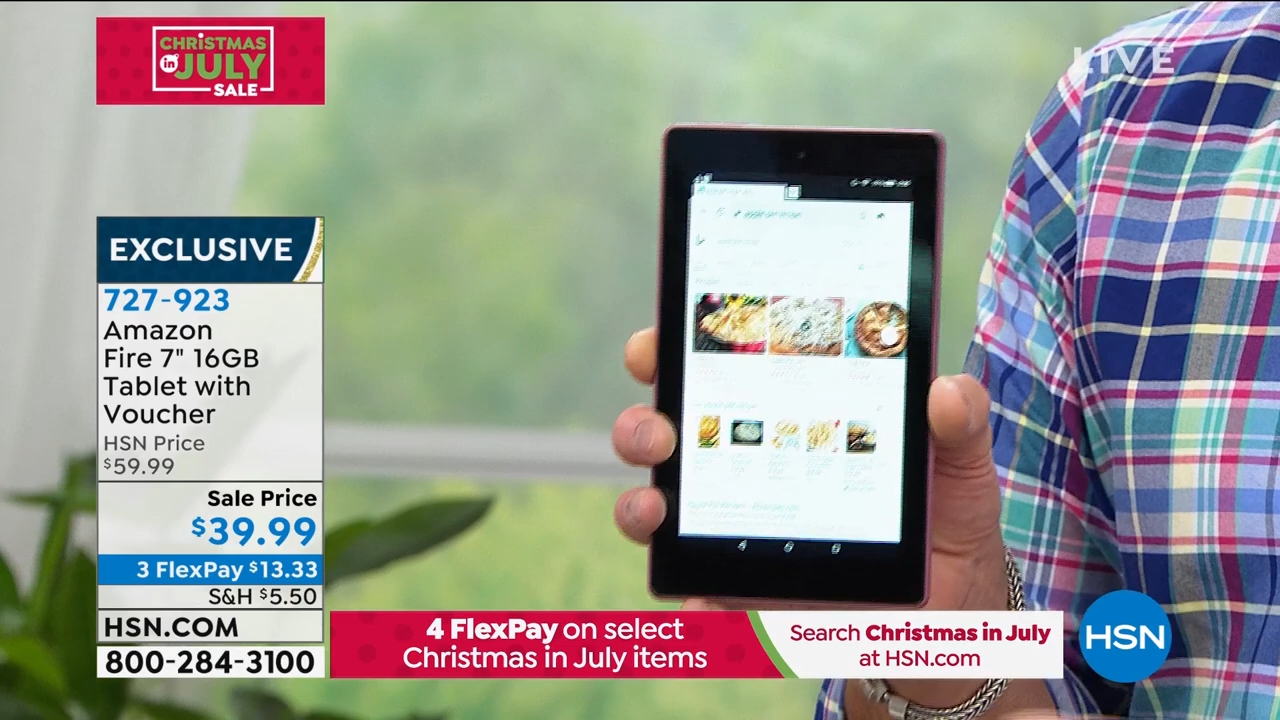 CHRISTMAS
in
JULY
SALE
LIVE
EXCLUSIVE
727-923
Amazon
Fire 7" 16GB
Tablet with
Voucher
HSN Price
$59.99
Sale Price
$39.99
3 FlexPay $13.33
S&H $5.50
HSN.COM
800-284-3100
4 FlexPay on select
Christmas in July items
Search Christmas in July
at HSN.com
HSN